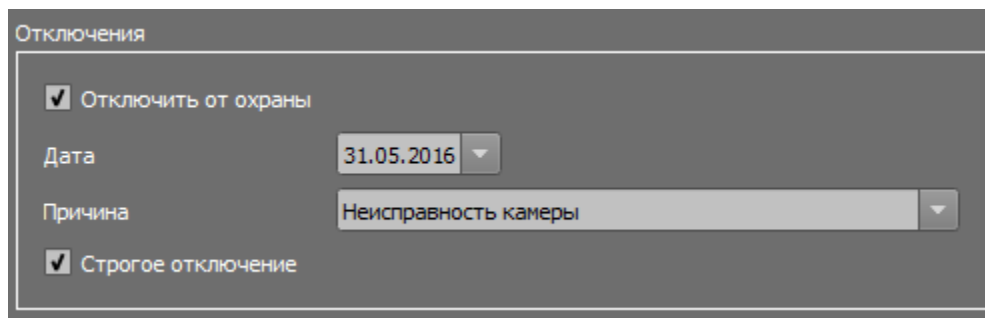 Отключения
Отключить от охраны
Дата 31.05.2016
Причина Неисправность камеры
Строгое отключение